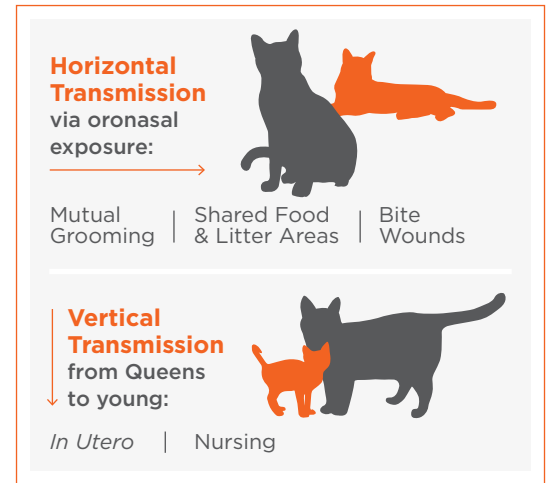 Horizontal
Transmission
via oronasal
exposure:
Mutual Grooming | Shared Food & Litter Areas | Bite Wounds
Vertical
Transmission
from Queens
to young:
In Utero | Nursing